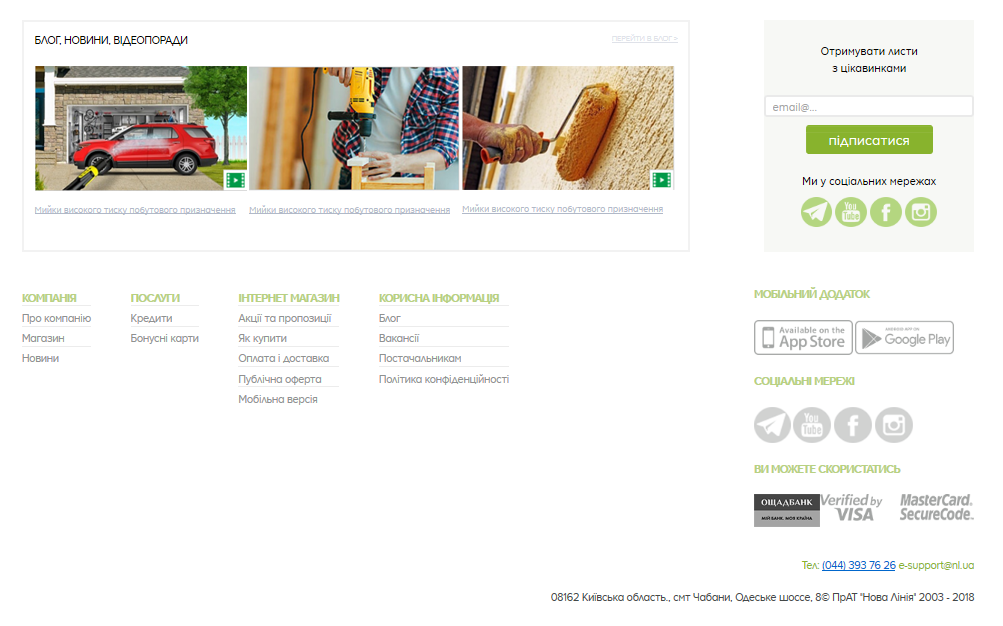 БЛОГ, НОВИНИ, ВІДЕОПОРАДИ
ПЕРЕЙТИ В БЛОГ >
Мийки високого тиску побутового призначення
Мийки високого тиску побутового призначення
Мийки високого тиску побутового призначення
Отримувати листи
з цікавинками
email@...
підписатися
Ми у соціальних мережах
You
Tube
КОМПАНІЯ
Про компанію
Магазин
Новини
ПОСЛУГИ
Кредити
Бонусні карти
ІНТЕРНЕТ МАГАЗИН
Акції та пропозиції
Як купити
Оплата і доставка
Публічна оферта
Мобільна версія
КОРИСНА ІНФОРМАЦІЯ
Блог
Вакансії
Постачальникам
Політика конфіденційності
МОБІЛЬНИЙ ДОДАТОК
Available on the
App Store
ANDROID APP ON
Google Play
СОЦІАЛЬНІ МЕРЕЖІ
You
Tube
ВИ МОЖЕТЕ СКОРИСТАТИСЬ
ОЩАДБАНК
МІЙ БАНК. МОЯ КРАЇНА
Verified by
VISA
MasterCard.
SecureCode.
Тел: (044) 393 76 26 e-support@nl.ua
08162 Київська область., смт Чабани, Одеське шоссе, 8© ПрАТ "Нова Лінія" 2003 - 2018